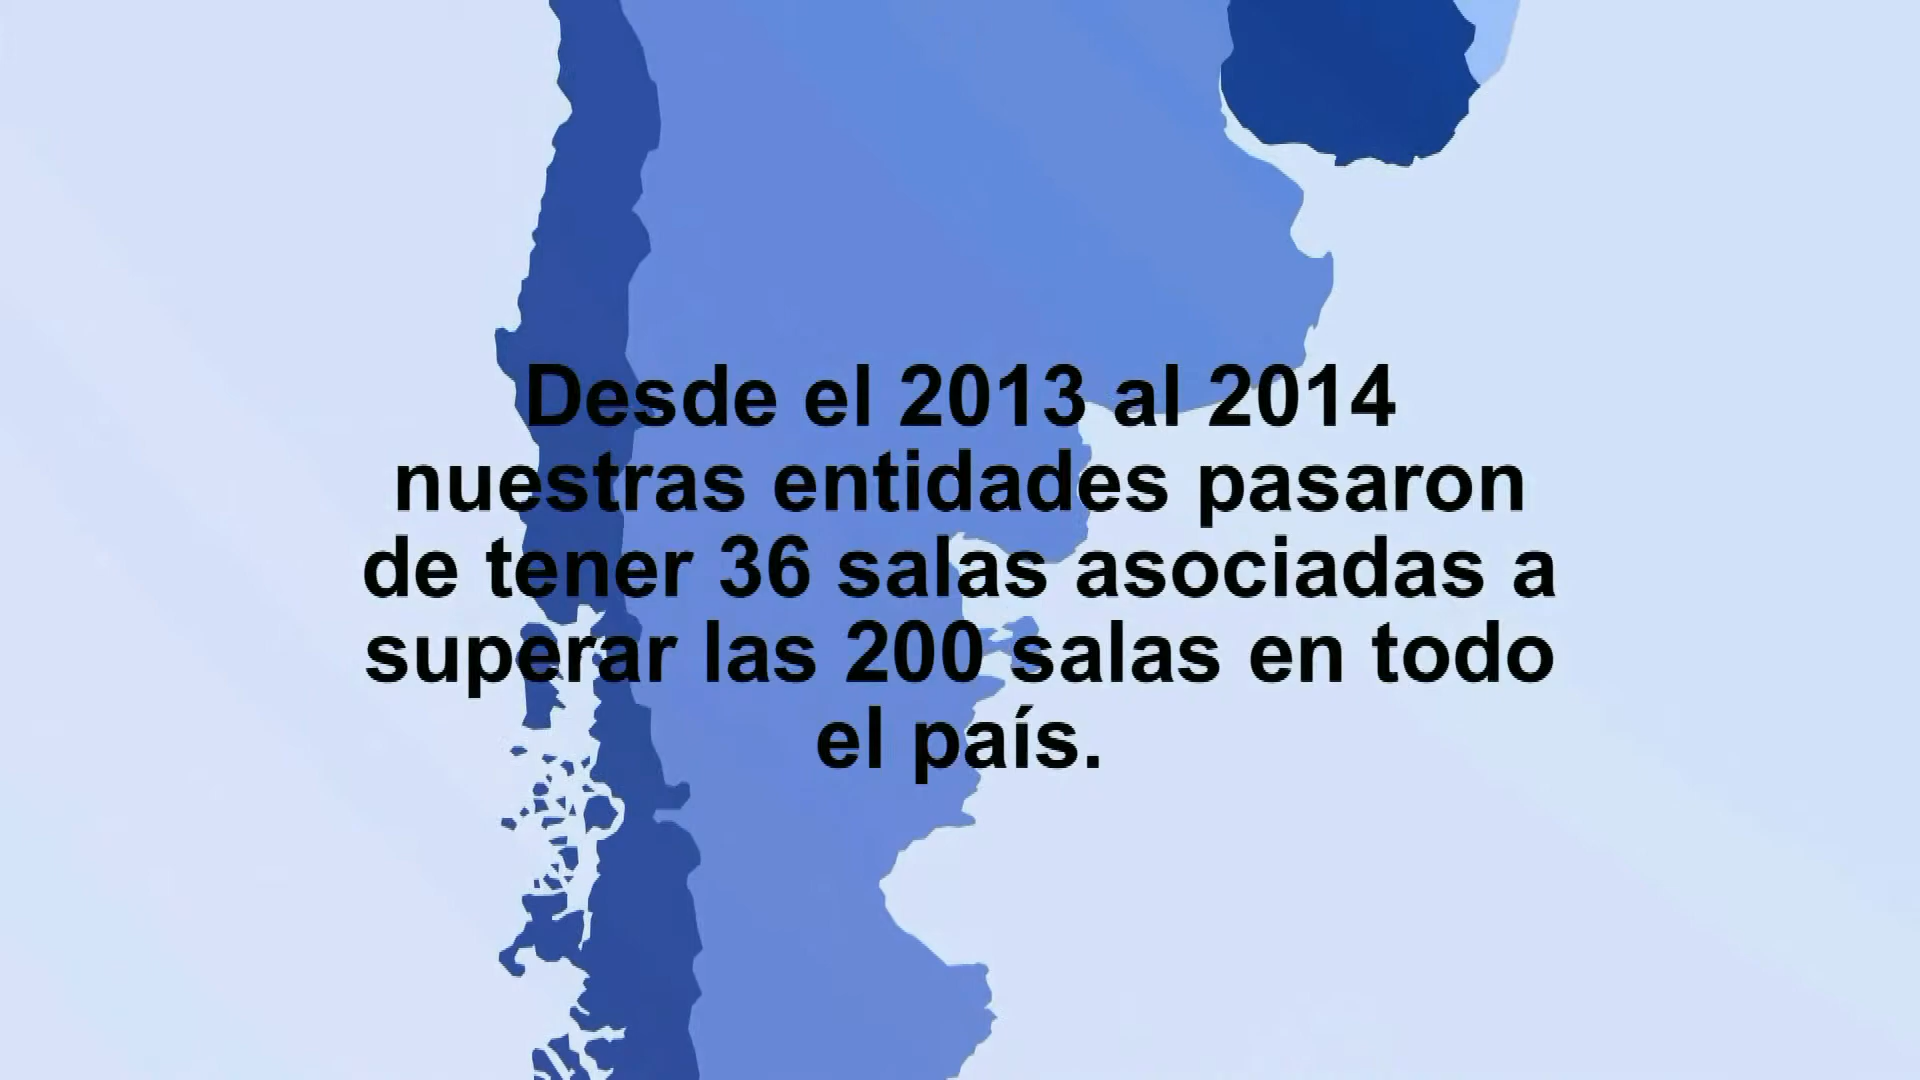 Desde el 2013 al 2014
nuestras entidades pasaron
de tener 36 salas asociadas a
superar las 200 salas en todo
el país.